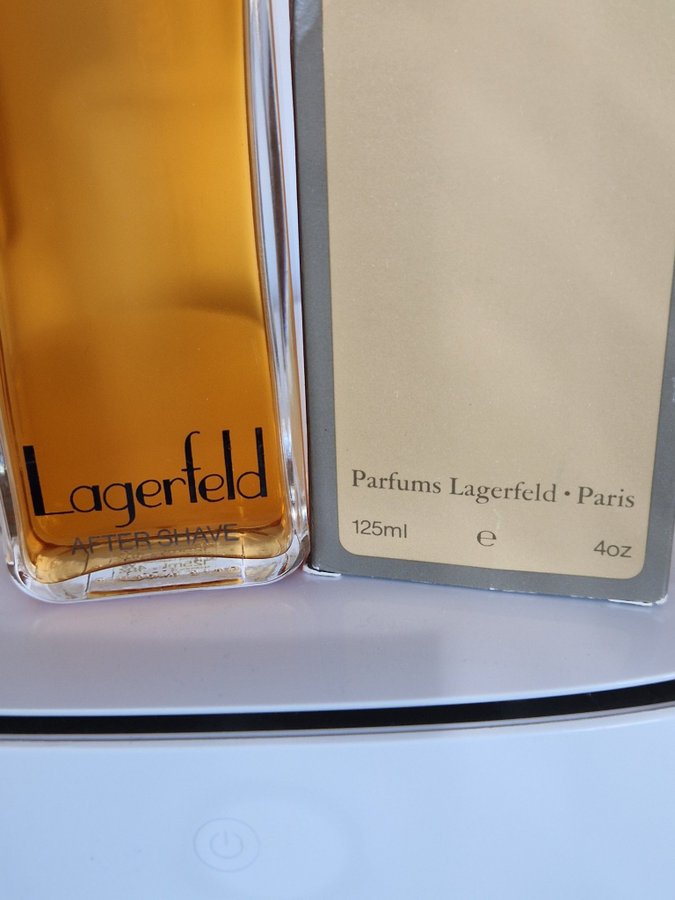 Lagerfeld
AFTER SHAVE
Parfums Lagerfeld • Paris
125ml
e
4oz